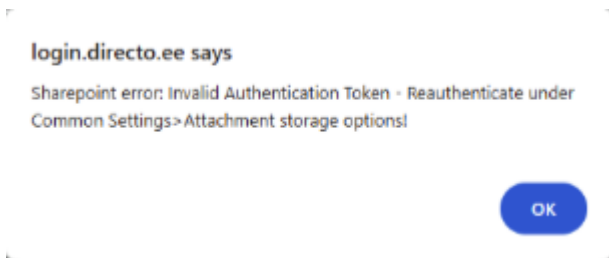 login.directo.ee says
Sharepoint error: Invalid Authentication Token - Reauthenticate under
Common Settings>Attachment storage options!
OK